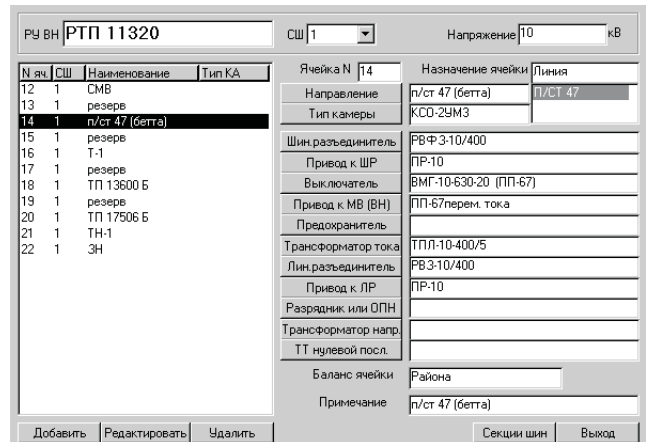 РУ ВН РТП 11320 СШ 1 Напряжение 10 кВ
N яч. СШ Наименование Тип КА
12 1 СМВ
13 1 резерв
14 1 п/ст 47 (бетта)
15 1 резерв
16 1 Т-1
17 1 резерв
18 1 ТП 13600 Б
19 1 резерв
20 1 ТП 17506 Б
21 1 ТН-1
22 1 ЗН
Ячейка N 14 Назначение ячейки Линия
Направление п/ст 47 (бетта) П/СТ 47
Тип камеры КСО-2УМ3
Шин.разъединитель РВФ.3-10/400
Привод к ШР ПР-10
Выключатель ВМГ-10-630-20 (ПП-67)
Привод к МВ (ВН) ПП-67перем. тока
Предохранитель
Трансформатор тока ТПЛ-10-400/5
Лин.разъединитель РВ.3-10/400
Привод к ЛР ПР-10
Разрядник или ОПН
Трансформатор напр.
ТТ нулевой посл.
Баланс ячейки Района
Примечание п/ст 47 (бетта)
Добавить Редактировать Удалить Секции шин Выход